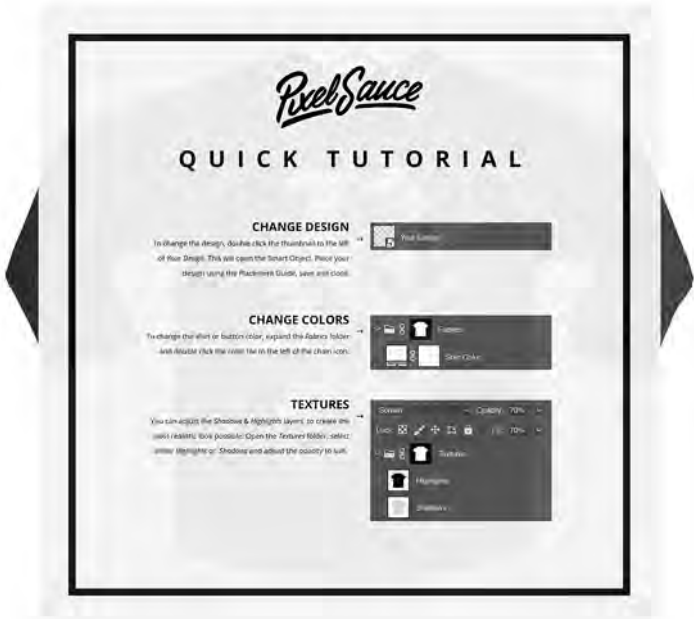 Pixel Sauce
QUICK TUTORIAL
CHANGE DESIGN
To change the design, double click the thumbnail to the left
of Your Design. This will open the Smart Object. Place your
design using the Placement Guide, save and close.
Your Design
CHANGE COLORS
To change the shirt or button color, expand the Fabrics folder
and double click the color tile to the left of the chain icon.
Fabrics
Shirt Color
TEXTURES
You can adjust the Shadows & Highlights layers, to create the
most realistic look possible. Open the Textures folder, select
either Highlights or Shadows and adjust the opacity to suit.
Screen
Opacity: 70%
Lock:
Fill: 70%
Textures
Highlights
Shadows